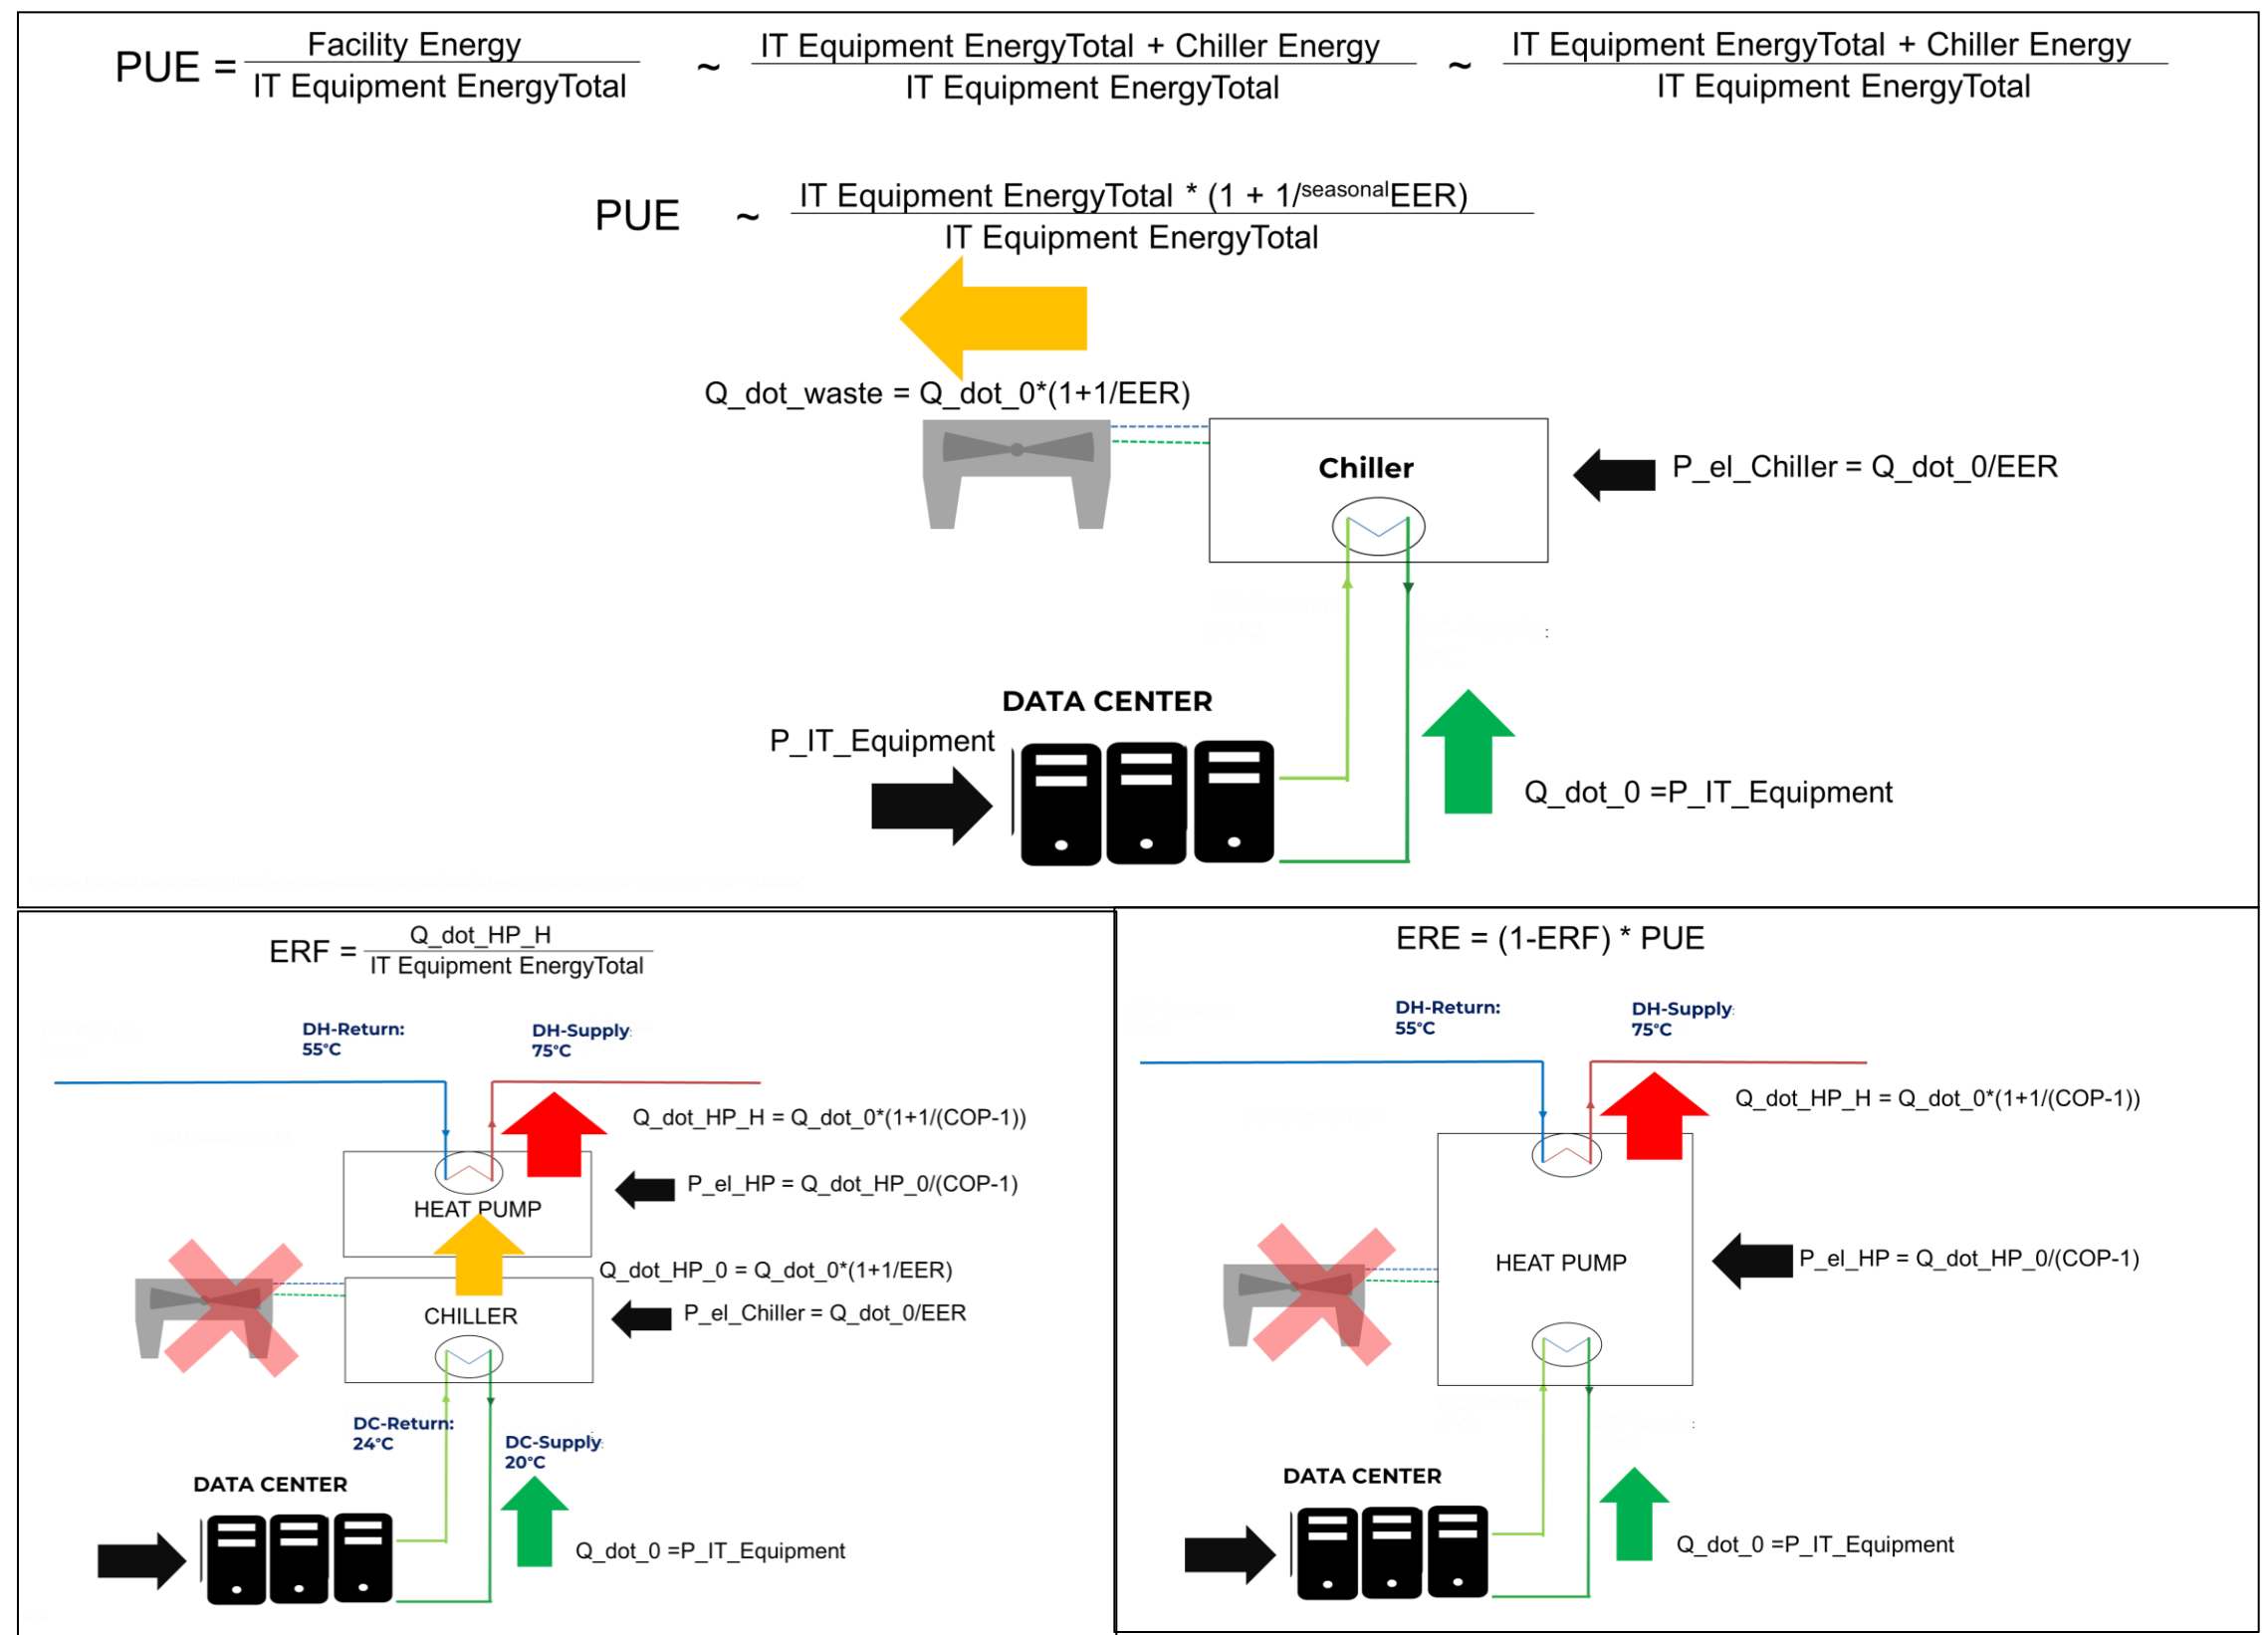 PUE = Facility Energy / IT Equipment EnergyTotal ~ IT Equipment EnergyTotal + Chiller Energy / IT Equipment EnergyTotal ~ IT Equipment EnergyTotal + Chiller Energy / IT Equipment EnergyTotal
PUE ~ IT Equipment EnergyTotal * (1 + 1/seasonalEER) / IT Equipment EnergyTotal
Q_dot_waste = Q_dot_0*(1+1/EER)
Chiller
P_el_Chiller = Q_dot_0/EER
:
DATA CENTER
P_IT_Equipment
Q_dot_0 =P_IT_Equipment
ERF = Q_dot_HP_H / IT Equipment EnergyTotal
DH-Return:
55°C
DH-Supply:
75°C
Q_dot_HP_H = Q_dot_0*(1+1/(COP-1))
P_el_HP = Q_dot_HP_0/(COP-1)
HEAT PUMP
Q_dot_HP_0 = Q_dot_0*(1+1/EER)
CHILLER
P_el_Chiller = Q_dot_0/EER
DC-Return:
24°C
DC-Supply:
20°C
DATA CENTER
Q_dot_0 =P_IT_Equipment
ERE = (1-ERF) * PUE
DH-Return:
55°C
DH-Supply:
75°C
Q_dot_HP_H = Q_dot_0*(1+1/(COP-1))
HEAT PUMP
P_el_HP = Q_dot_HP_0/(COP-1)
:
DATA CENTER
Q_dot_0 =P_IT_Equipment